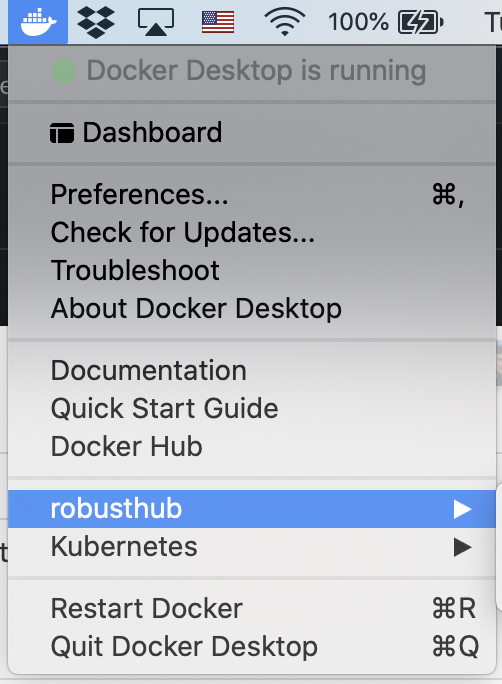 100%
Docker Desktop is running
Dashboard
Preferences... ⌘,
Check for Updates...
Troubleshoot
About Docker Desktop
Documentation
Quick Start Guide
Docker Hub
robusthub
Kubernetes
Restart Docker ⌘R
Quit Docker Desktop ⌘Q